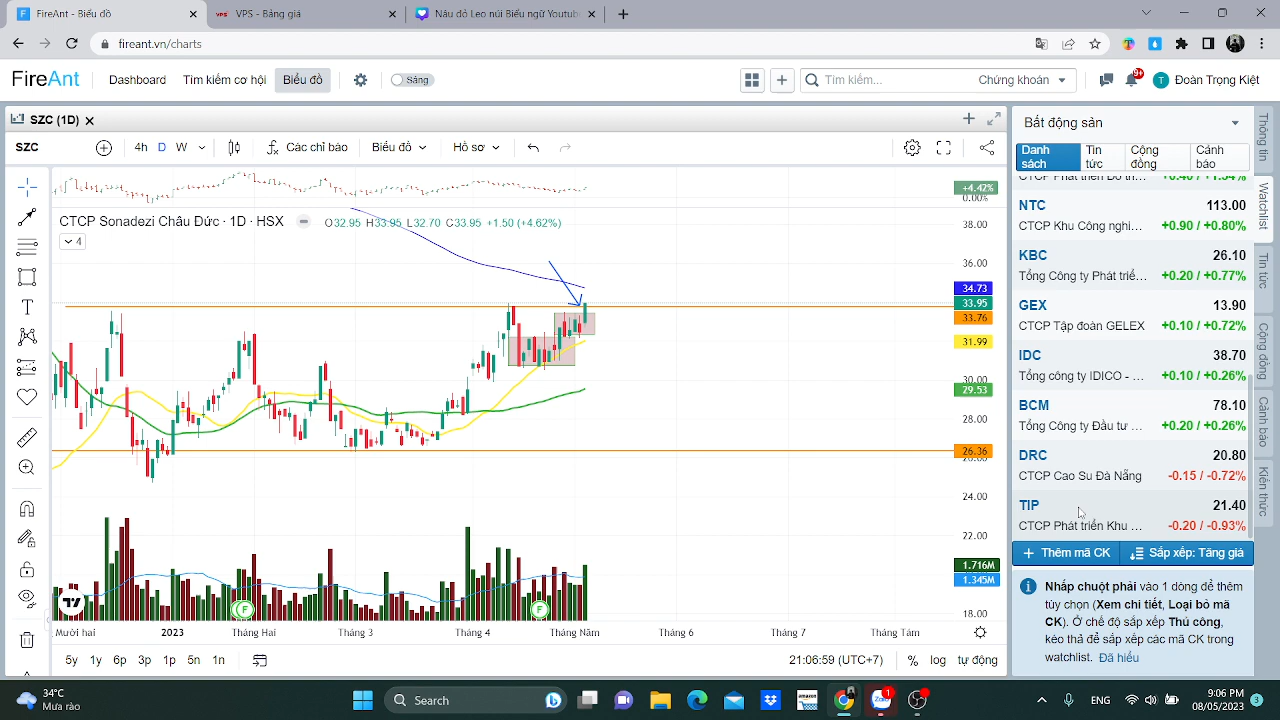 FireAnt - Biểu đồ
VPS - Bảng giá
Nâu đỏ Leo núi Biểu ngữ Youtube
fireant.vn/charts
FireAnt
Dashboard
Tìm kiếm cơ hội
Biểu đồ
Sáng
Tìm kiếm...
Chứng khoán
9+
T
Đoàn Trọng Kiệt
SZC (1D)
SZC
4h
D
W
Các chỉ báo
Biểu đồ
Hồ sơ
CTCP Sonadezi Châu Đức · 1D · HSX
O32.95 H33.95 L32.70 C33.95 +1.50 (+4.62%)
4
+4.42%
0.00%
38.00
36.00
34.73
33.95
33.76
31.99
30.00
29.53
28.00
26.36
26.00
24.00
22.00
1.716M
1.345M
18.00
F
F
Mười hai
2023
Tháng Hai
Tháng 3
Tháng 4
Tháng Năm
Tháng 6
Tháng 7
Tháng Tám
5y
1y
6p
3p
1p
5n
1n
21:06:59 (UTC+7)
%
log
tự động
Bất động sản
Danh sách
Tin tức
Cộng đồng
Cảnh báo
NTC 113.00
CTCP Khu Công nghi... +0.90 / +0.80%
KBC 26.10
Tổng Công ty Phát triể... +0.20 / +0.77%
GEX 13.90
CTCP Tập đoàn GELEX +0.10 / +0.72%
IDC 38.70
Tổng công ty IDICO - ... +0.10 / +0.26%
BCM 78.10
Tổng Công ty Đầu tư ... +0.20 / +0.26%
DRC 20.80
CTCP Cao Su Đà Nẵng -0.15 / -0.72%
TIP 21.40
CTCP Phát triển Khu ... -0.20 / -0.93%
Thêm mã CK
Sắp xếp: Tăng giá
Nhấp chuột phải vào 1 dòng để thêm
tùy chọn (Xem chi tiết, Loại bỏ mã
CK). Ở chế độ sắp xếp Thủ công,
kéo thả để sắp xếp các mã CK trong
watchlist. Đã hiểu
Thông tin
Watchlist
Tin tức
Cộng đồng
Cảnh báo
Kiến thức
34°C
Mưa rào
Search
1
ENG
9:06 PM
08/05/2023
3